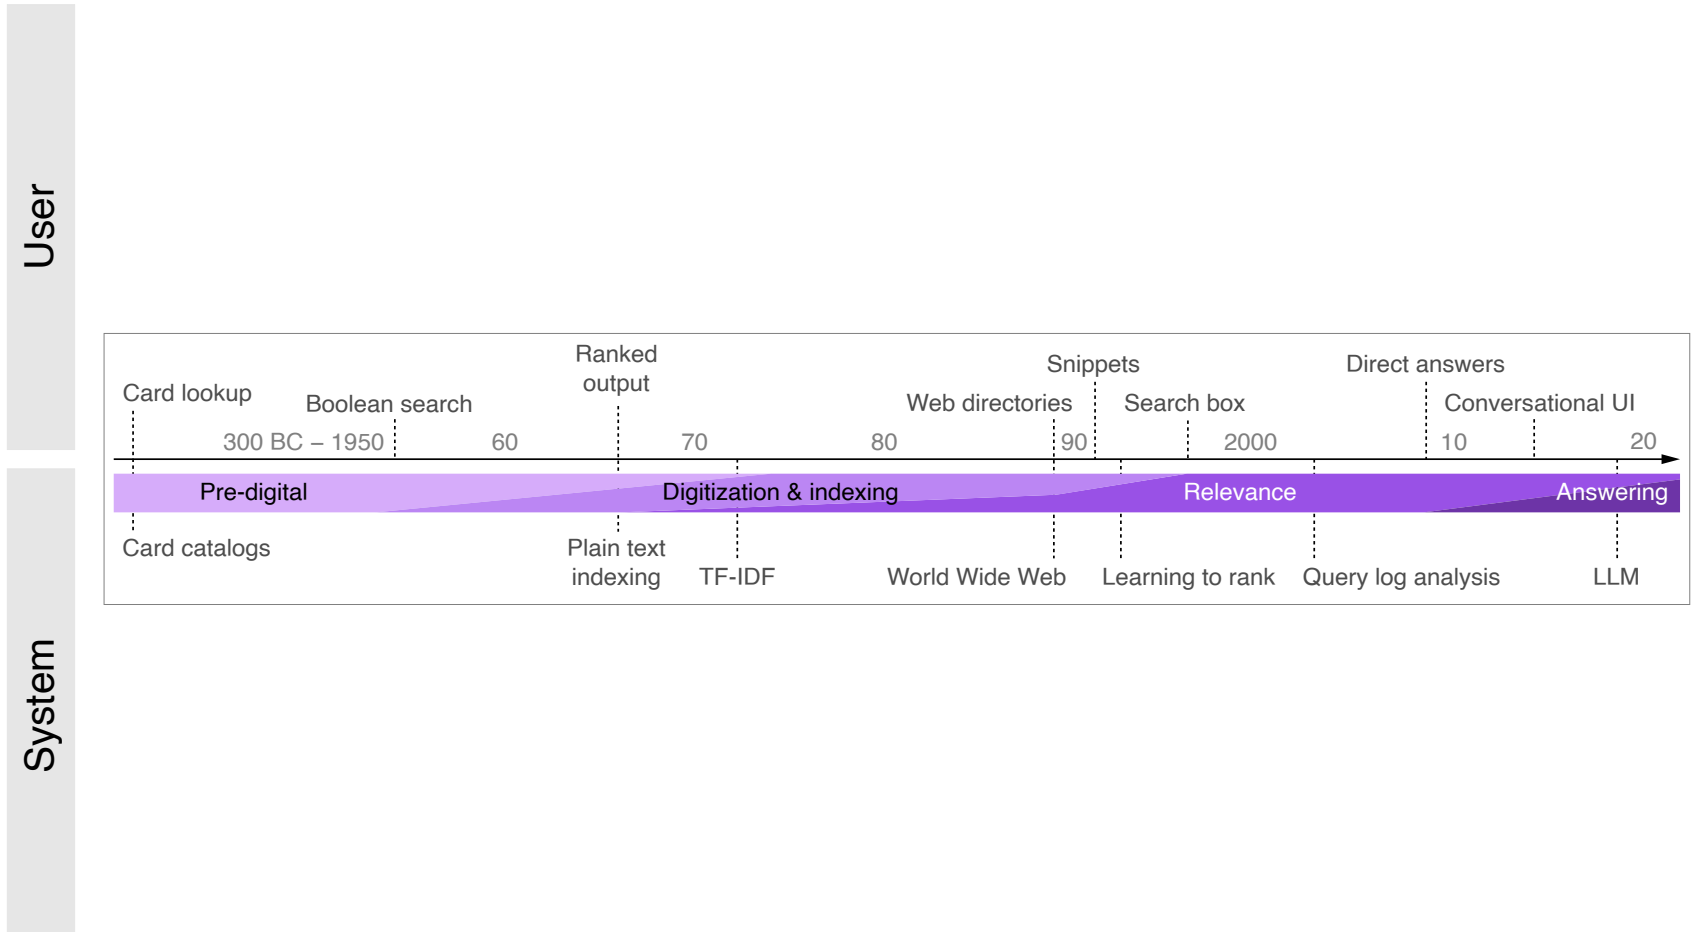 User
System
Ranked
output
Snippets
Direct answers
Card lookup
Boolean search
Web directories
Search box
Conversational UI
300 BC – 1950
60
70
80
90
2000
10
20
Pre-digital
Digitization & indexing
Relevance
Answering
Card catalogs
Plain text
indexing
TF-IDF
World Wide Web
Learning to rank
Query log analysis
LLM